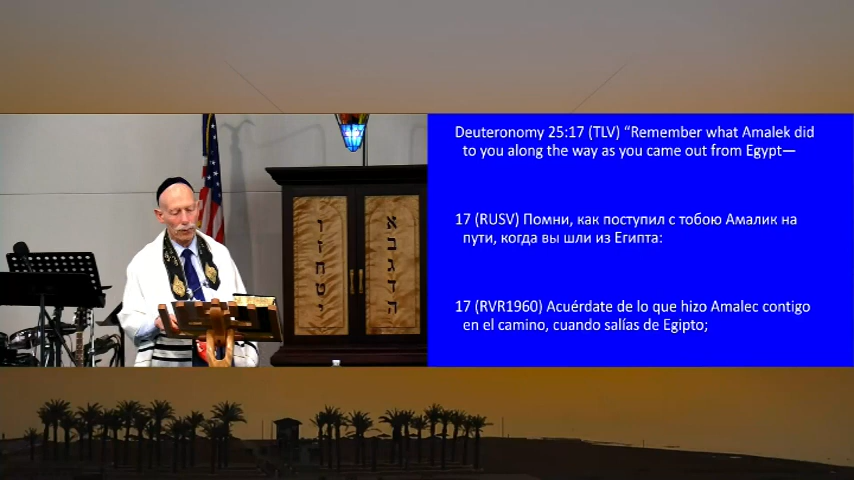 Deuteronomy 25:17 (TLV) “Remember what Amalek did
to you along the way as you came out from Egypt—
17 (RUSV) Помни, как поступил с тобою Амалик на
пути, когда вы шли из Египта:
17 (RVR1960) Acuérdate de lo que hizo Amalec contigo
en el camino, cuando salías de Egipto;
א
ב
ג
ד
ה
ו
ז
ח
ט
י